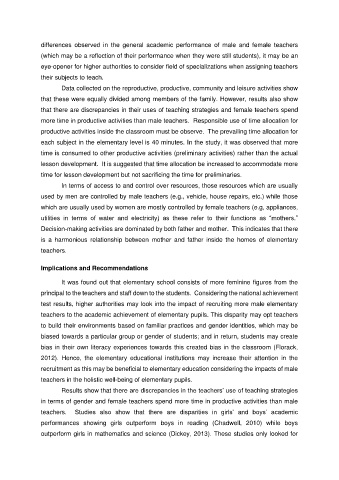 differences observed in the general academic performance of male and female teachers
(which may be a reflection of their performance when they were still students), it may be an
eye-opener for higher authorities to consider field of specializations when assigning teachers
their subjects to teach.
Data collected on the reproductive, productive, community and leisure activities show
that these were equally divided among members of the family. However, results also show
that there are discrepancies in their uses of teaching strategies and female teachers spend
more time in productive activities than male teachers. Responsible use of time allocation for
productive activities inside the classroom must be observe. The prevailing time allocation for
each subject in the elementary level is 40 minutes. In the study, it was observed that more
time is consumed to other productive activities (preliminary activities) rather than the actual
lesson development. It is suggested that time allocation be increased to accommodate more
time for lesson development but not sacrificing the time for preliminaries.
In terms of access to and control over resources, those resources which are usually
used by men are controlled by male teachers (e.g., vehicle, house repairs, etc.) while those
which are usually used by women are mostly controlled by female teachers (e.g, appliances,
utilities in terms of water and electricity) as these refer to their functions as "mothers."
Decision-making activities are dominated by both father and mother. This indicates that there
is a harmonious relationship between mother and father inside the homes of elementary
teachers.
Implications and Recommendations
It was found out that elementary school consists of more feminine figures from the
principal to the teachers and staff down to the students. Considering the national achievement
test results, higher authorities may look into the impact of recruiting more male elementary
teachers to the academic achievement of elementary pupils. This disparity may opt teachers
to build their environments based on familiar practices and gender identities, which may be
biased towards a particular group or gender of students; and in return, students may create
bias in their own literacy experiences towards this created bias in the classroom (Florack,
2012). Hence, the elementary educational institutions may increase their attention in the
recruitment as this may be beneficial to elementary education considering the impacts of male
teachers in the holistic well-being of elementary pupils.
Results show that there are discrepancies in the teachers' use of teaching strategies
in terms of gender and female teachers spend more time in productive activities than male
teachers. Studies also show that there are disparities in girls' and boys' academic
performances showing girls outperform boys in reading (Chadwell, 2010) while boys
outperform girls in mathematics and science (Dickey, 2013). Those studies only looked for